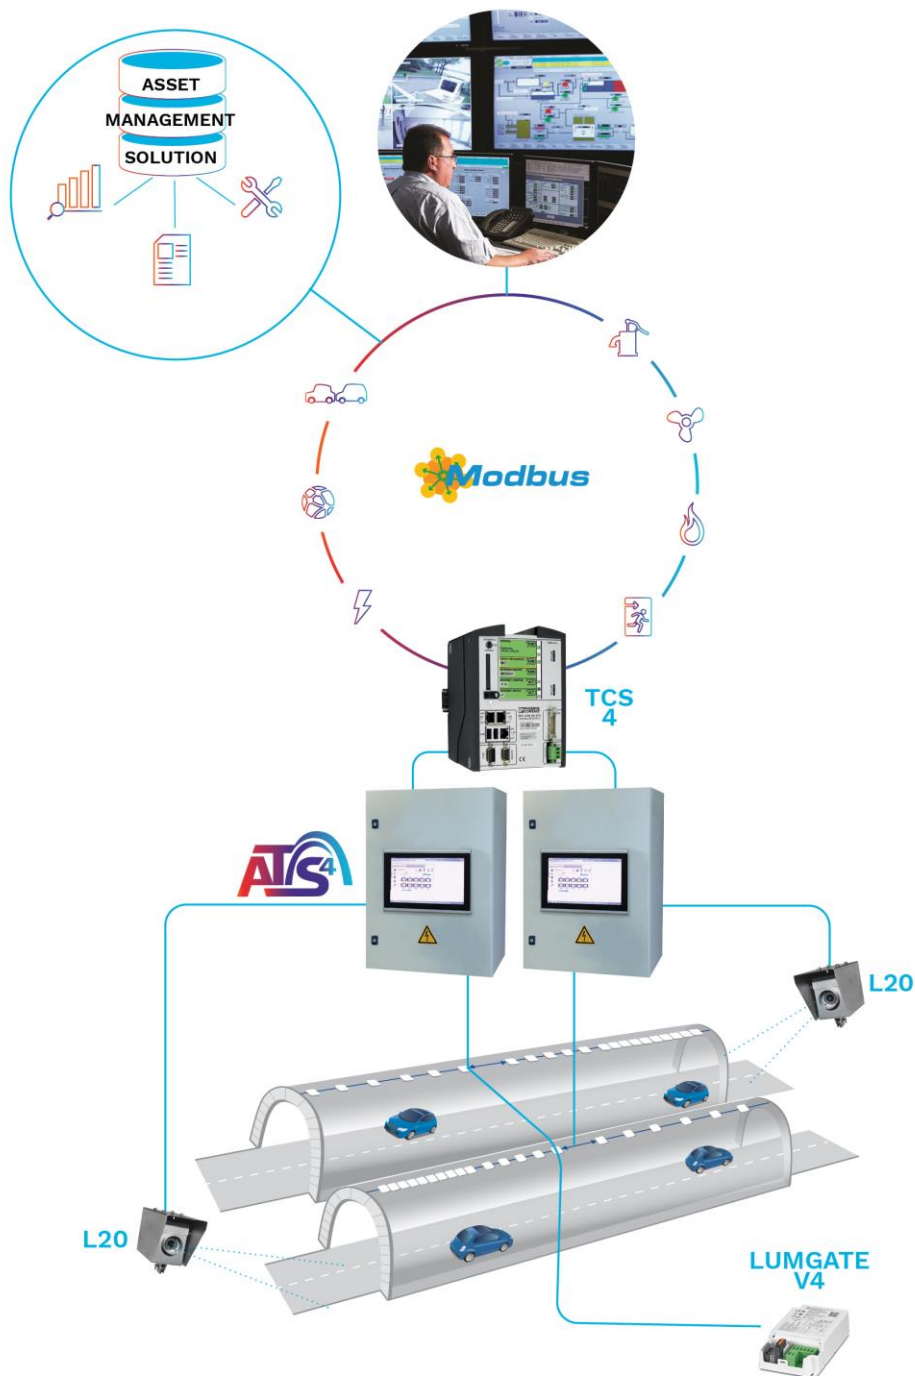 ASSET
MANAGEMENT
SOLUTION
Modbus
TCS
4
ATS4
L20
L20
LUMGATE
V4